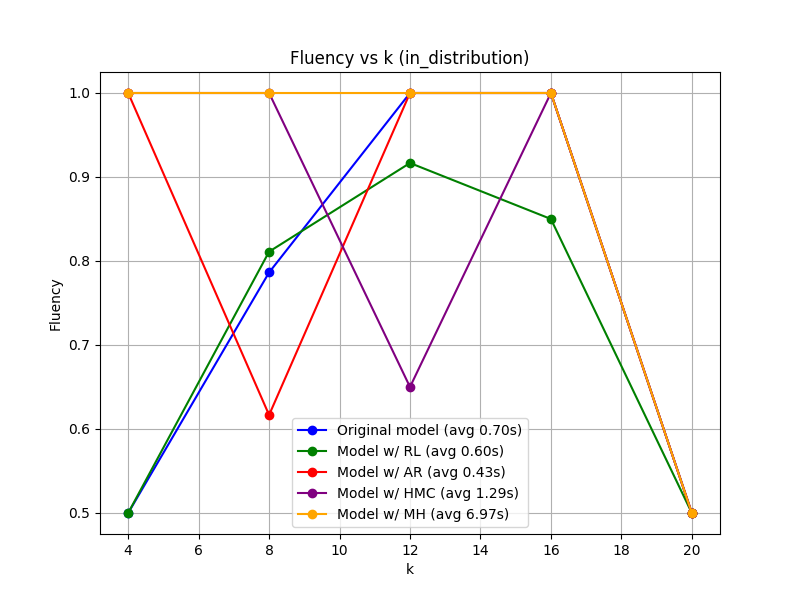 Fluency vs k (in_distribution)
1.0
0.9
0.8
0.7
0.6
0.5
Fluency
Original model (avg 0.70s)
Model w/ RL (avg 0.60s)
Model w/ AR (avg 0.43s)
Model w/ HMC (avg 1.29s)
Model w/ MH (avg 6.97s)
4 6 8 10 12 14 16 18 20
k